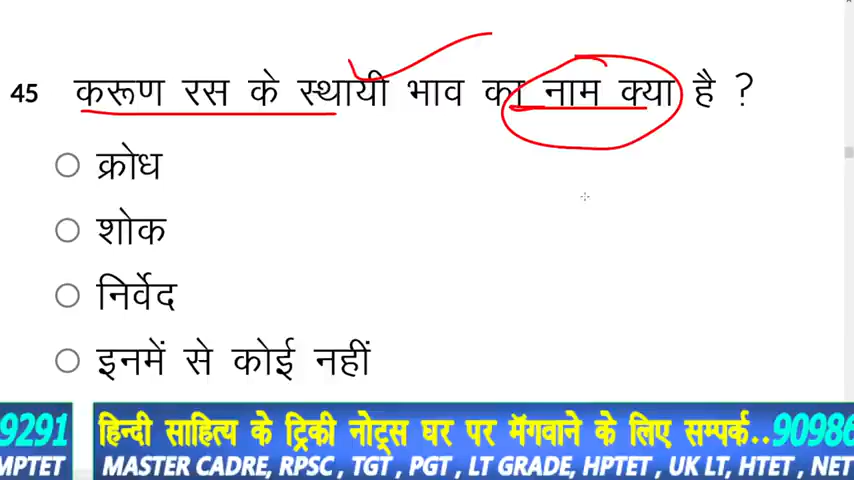 45 करूण रस के स्थायी भाव का नाम क्या है ?
क्रोध
शोक
निर्वेद
इनमें से कोई नहीं
9291 हिन्दी साहित्य के ट्रिकी नोट्स घर पर मॅगवाने के लिए सम्पर्क..90986
MPTET MASTER CADRE, RPSC , TGT , PGT , LT GRADE, HPTET , UK LT, HTET , NET